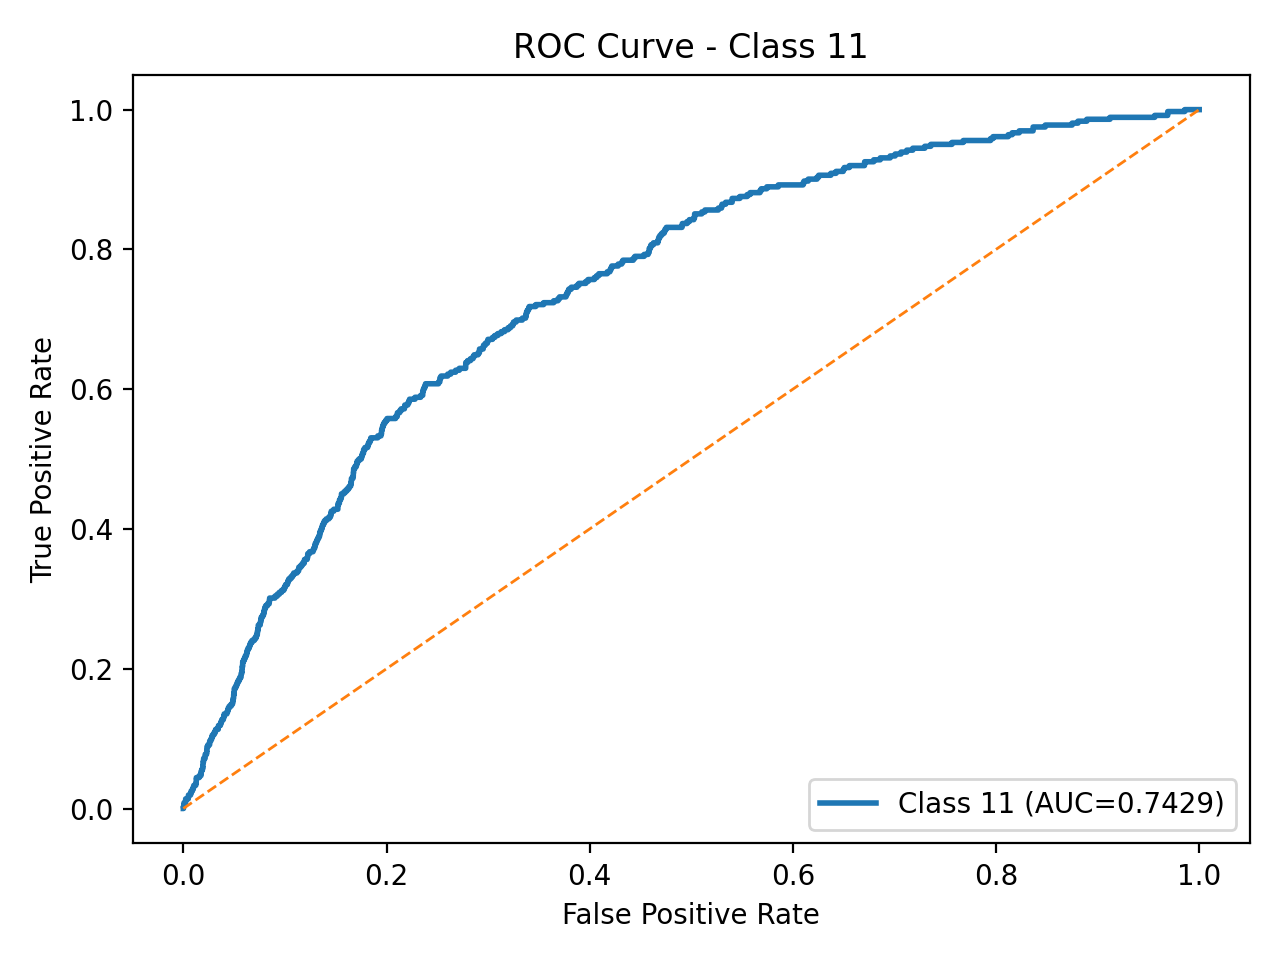 ROC Curve - Class 11
True Positive Rate
1.0
0.8
0.6
0.4
0.2
0.0
Class 11 (AUC=0.7429)
0.0 0.2 0.4 0.6 0.8 1.0
False Positive Rate